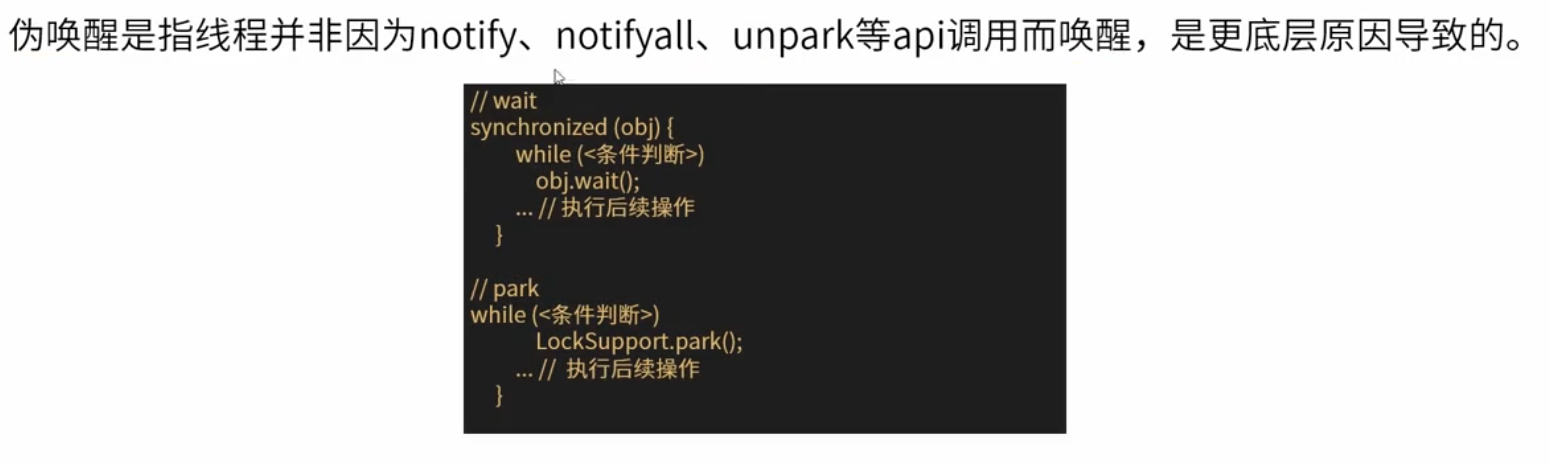 伪唤醒是指线程并非因为notify、notifyall、unpark等api调用而唤醒，是更底层原因导致的。
// wait
synchronized (obj) {
while (<条件判断>)
obj.wait();
... // 执行后续操作
}
// park
while (<条件判断>)
LockSupport.park();
... // 执行后续操作
}